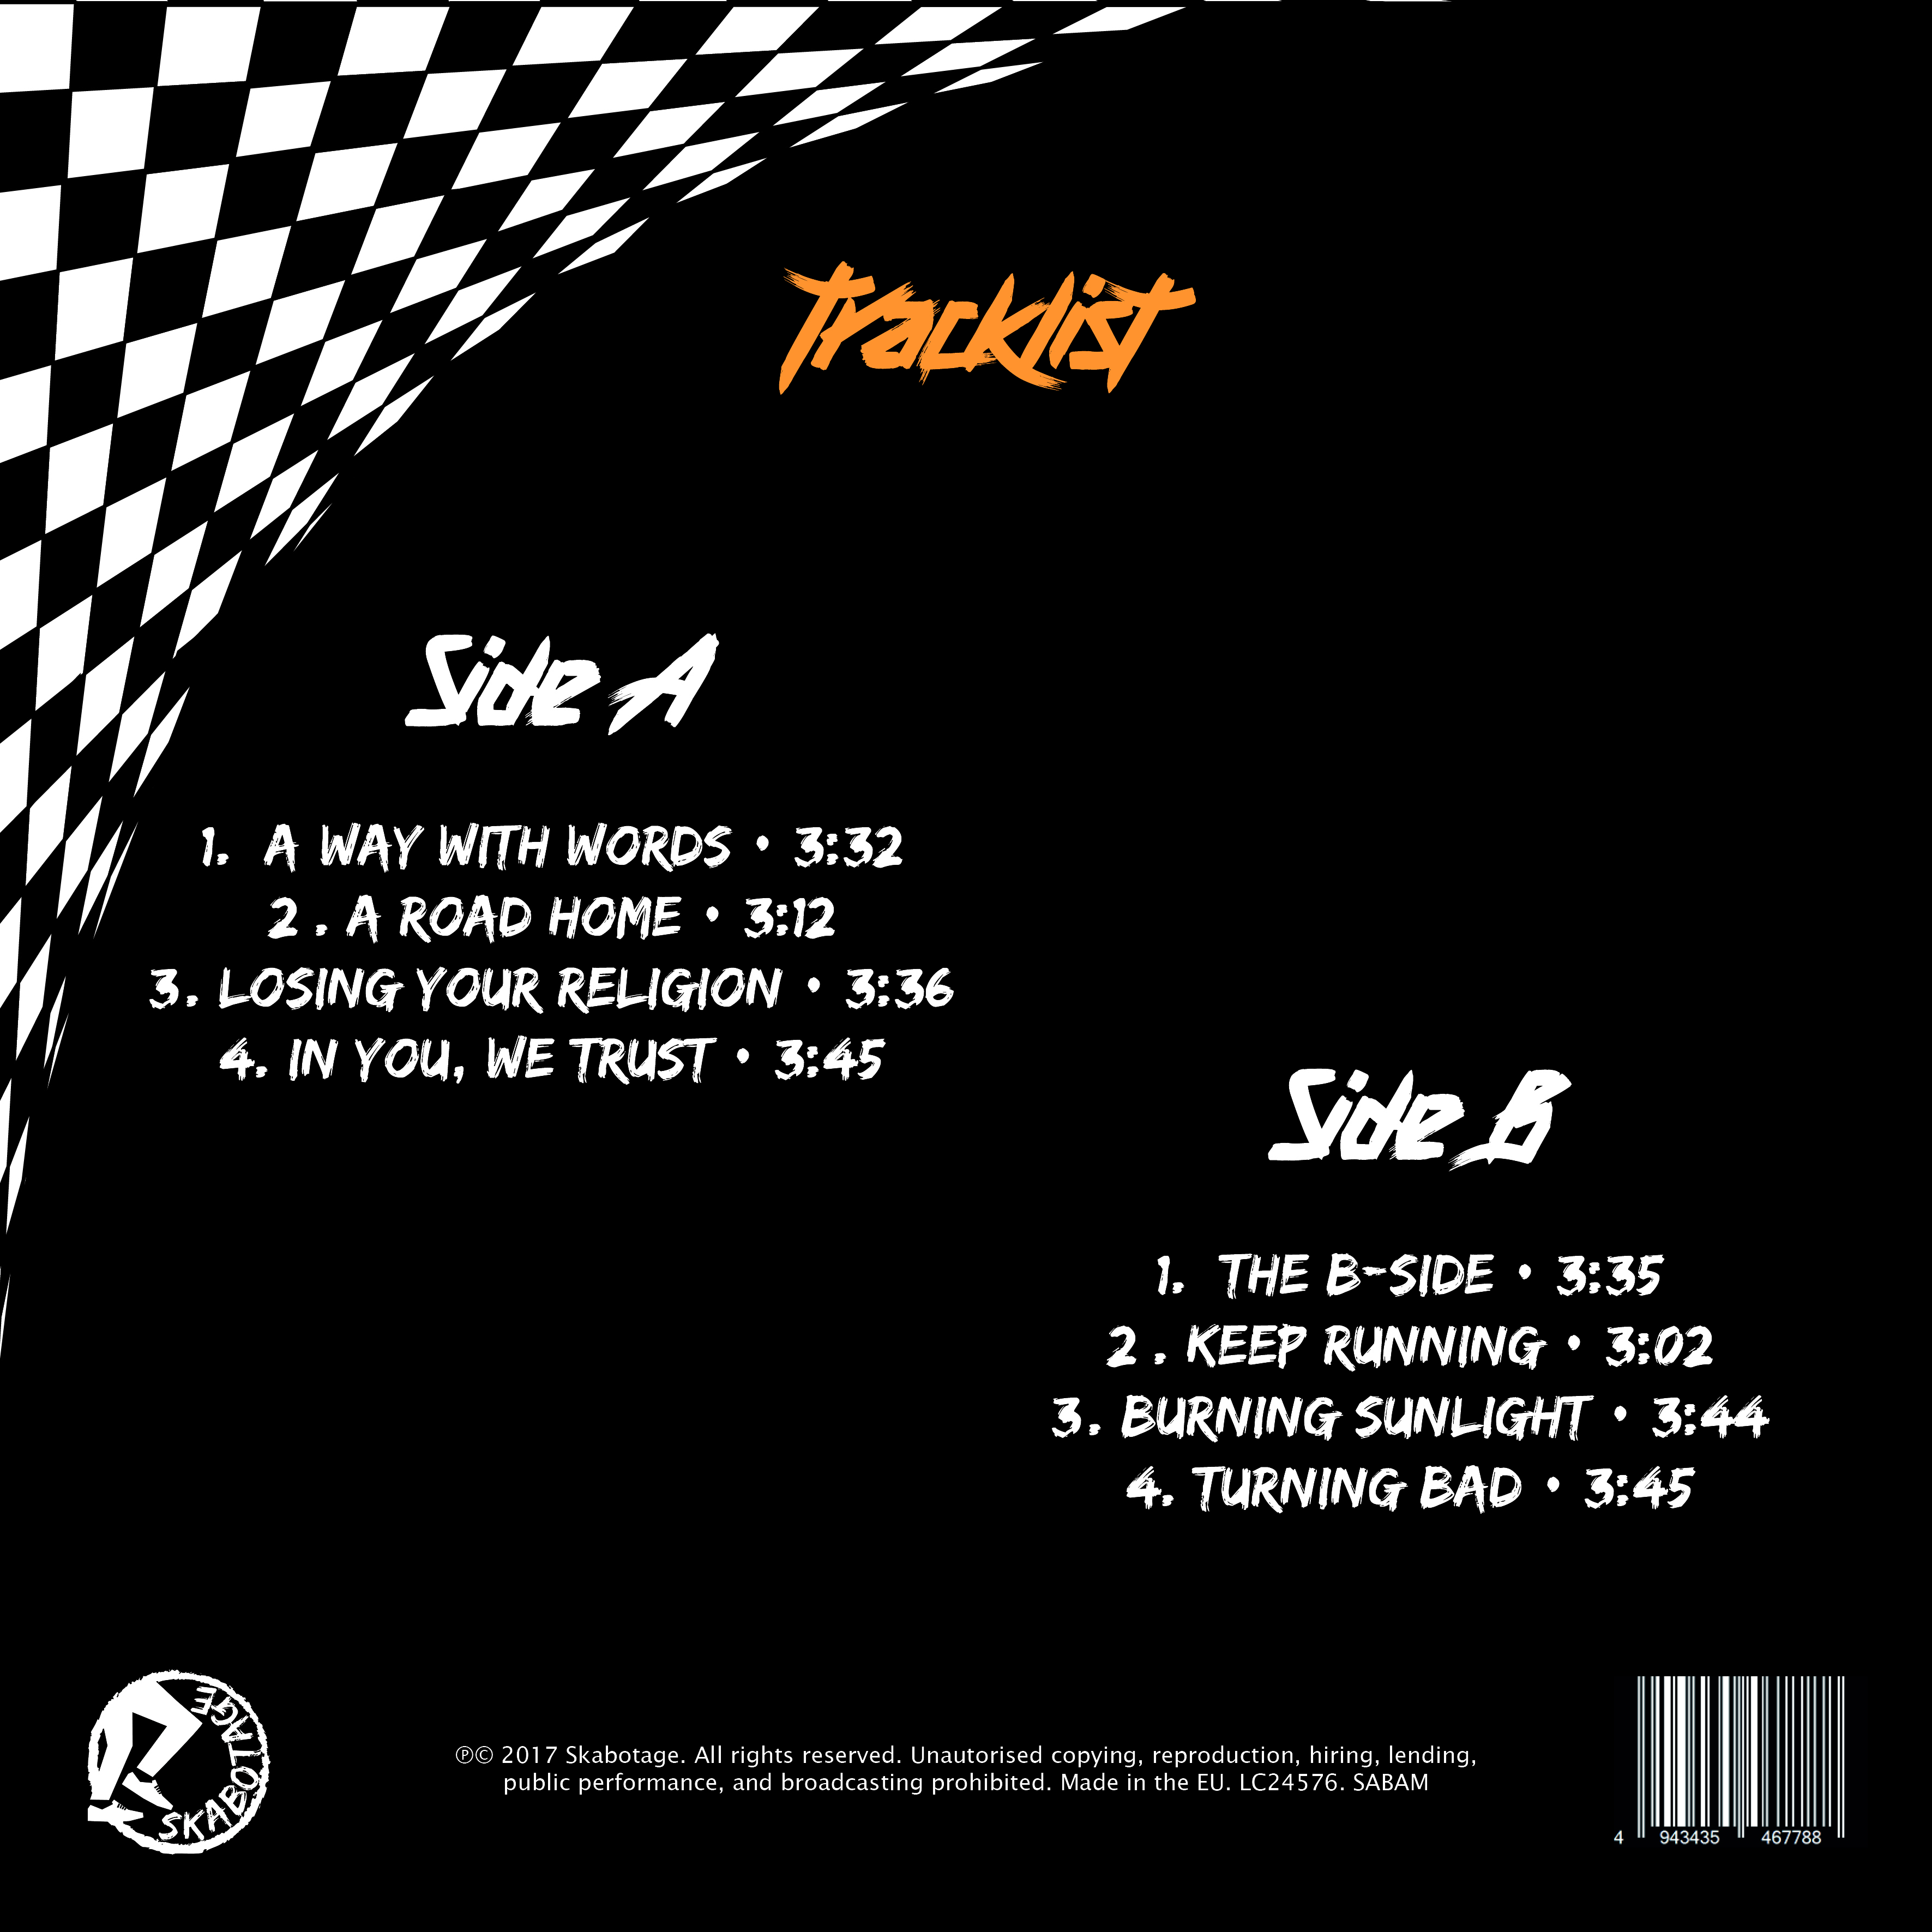 Tracklist
Side A
1. A WAY WITH WORDS • 3:32
2. A ROAD HOME • 3:12
3. LOSING YOUR RELIGION • 3:36
4. IN YOU, WE TRUST • 3:45
Side B
1. THE B-SIDE • 3:35
2. KEEP RUNNING • 3:02
3. BURNING SUNLIGHT • 3:44
4. TURNING BAD • 3:45
SKABOTAGE
℗© 2017 Skabotage. All rights reserved. Unautorised copying, reproduction, hiring, lending,
public performance, and broadcasting prohibited. Made in the EU. LC24576. SABAM
4 943435 467788